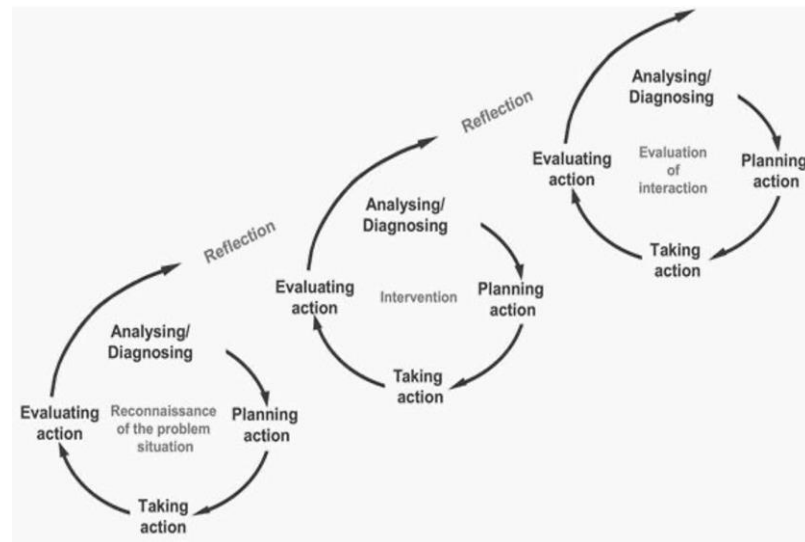 Analysing/
Diagnosing
Evaluating
action
Evaluation
of
interaction
Planning
action
Taking
action
Reflection
Analysing/
Diagnosing
Evaluating
action
Intervention
Planning
action
Taking
action
Reflection
Analysing/
Diagnosing
Evaluating
action
Reconnaissance
of the problem
situation
Planning
action
Taking
action